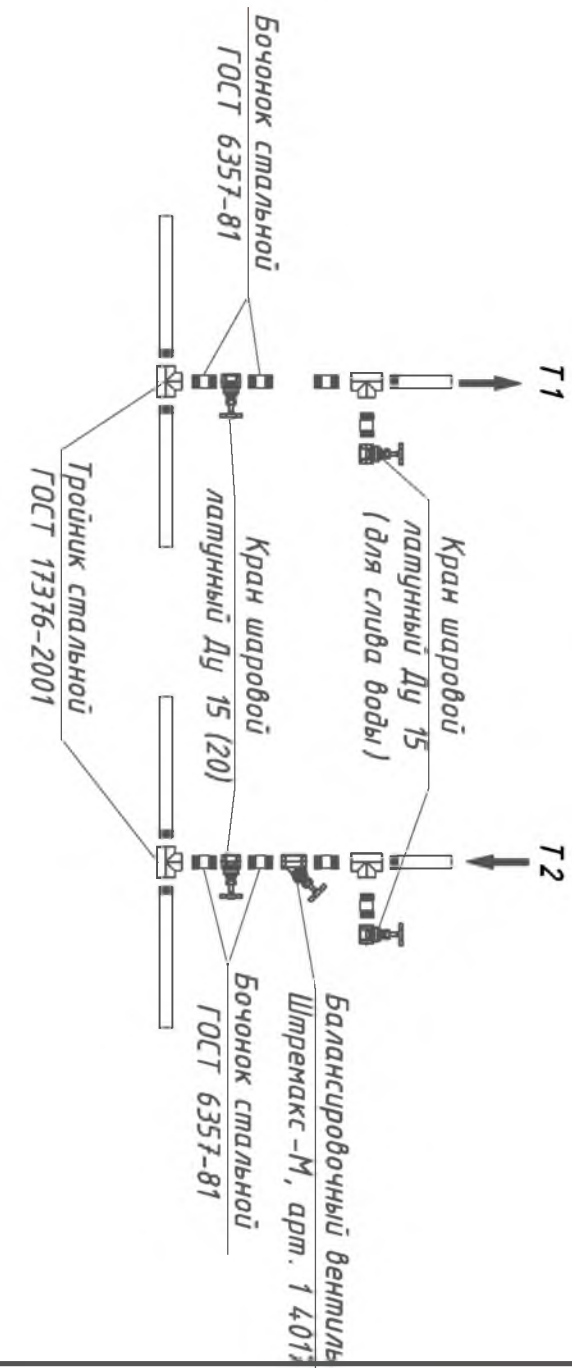 Т1
Т2
Бочонок стальной
ГОСТ 6357-81
Кран шаровой
латунный Ду 15
(для слива воды)
Кран шаровой
латунный Ду 15 (20)
Тройник стальной
ГОСТ 17376-2001
Балансировочный вентиль
Штремакс-М, арт. 1 4017
Бочонок стальной
ГОСТ 6357-81